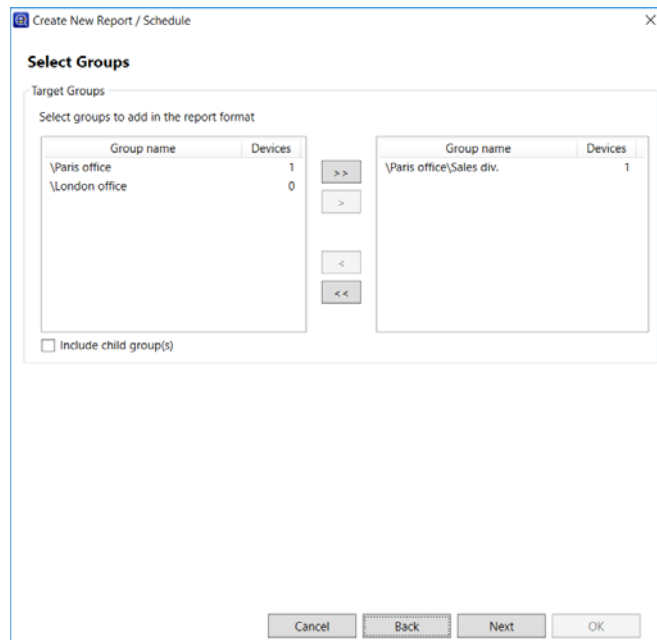 Create New Report / Schedule
Select Groups
Target Groups
Select groups to add in the report format
Group name Devices
\Paris office 1
\London office 0
>>
>
<
<<
Group name Devices
\Paris office\Sales div. 1
Include child group(s)
Cancel Back Next OK